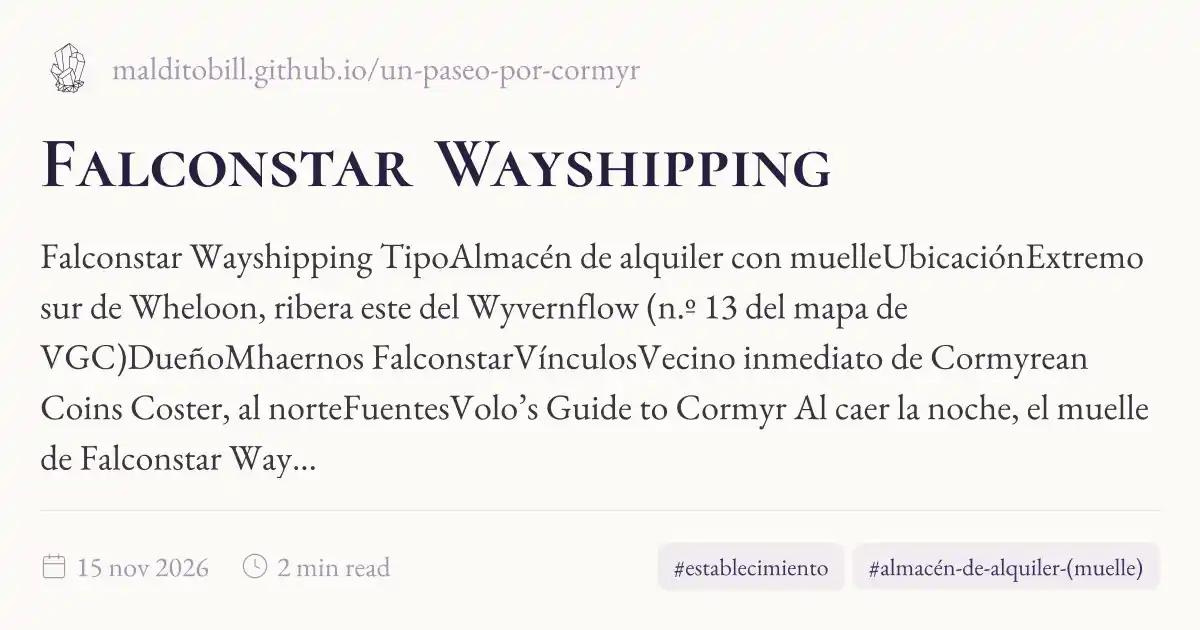 malditobill.github.io/un-paseo-por-cormyr
Falconstar Wayshipping
Falconstar Wayshipping TipoAlmacén de alquiler con muelleUbicaciónExtremo
sur de Wheloon, ribera este del Wyvernflow (n.º 13 del mapa de
VGC)DueñoMhaernos FalconstarVínculosVecino inmediato de Cormyrean
Coins Coster, al norteFuentesVolo’s Guide to Cormyr Al caer la noche, el muelle
de Falconstar Way...
15 nov 2026 2 min read #establecimiento #almacén-de-alquiler-(muelle)